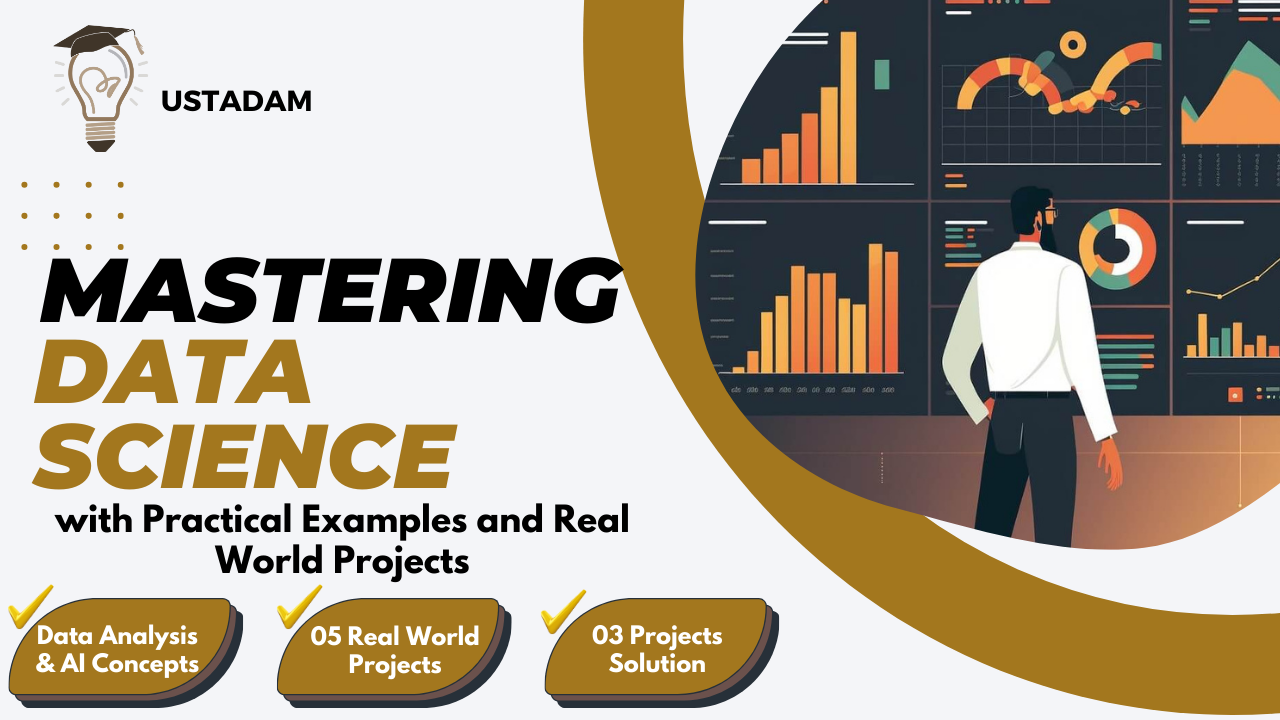 USTADAM
MASTERING
DATA
SCIENCE
with Practical Examples and Real
World Projects
Data Analysis
& AI Concepts
05 Real World
Projects
03 Projects
Solution